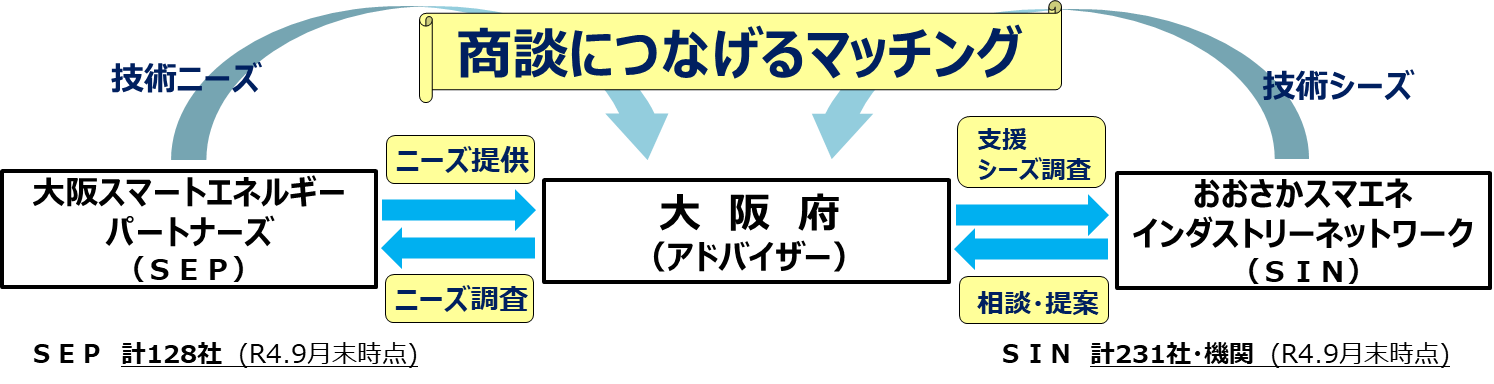 商談につなげるマッチング
技術ニーズ
技術シーズ
ニーズ提供
支援
シーズ調査
大阪スマートエネルギー
パートナーズ
（ＳＥＰ）
大　阪　府
（アドバイザー）
おおさかスマエネ
インダストリーネットワーク
（ＳＩＮ）
ニーズ調査
相談・提案
ＳＥＰ　計128社　(R4.9月末時点)
ＳＩＮ　計231社・機関　(R4.9月末時点)